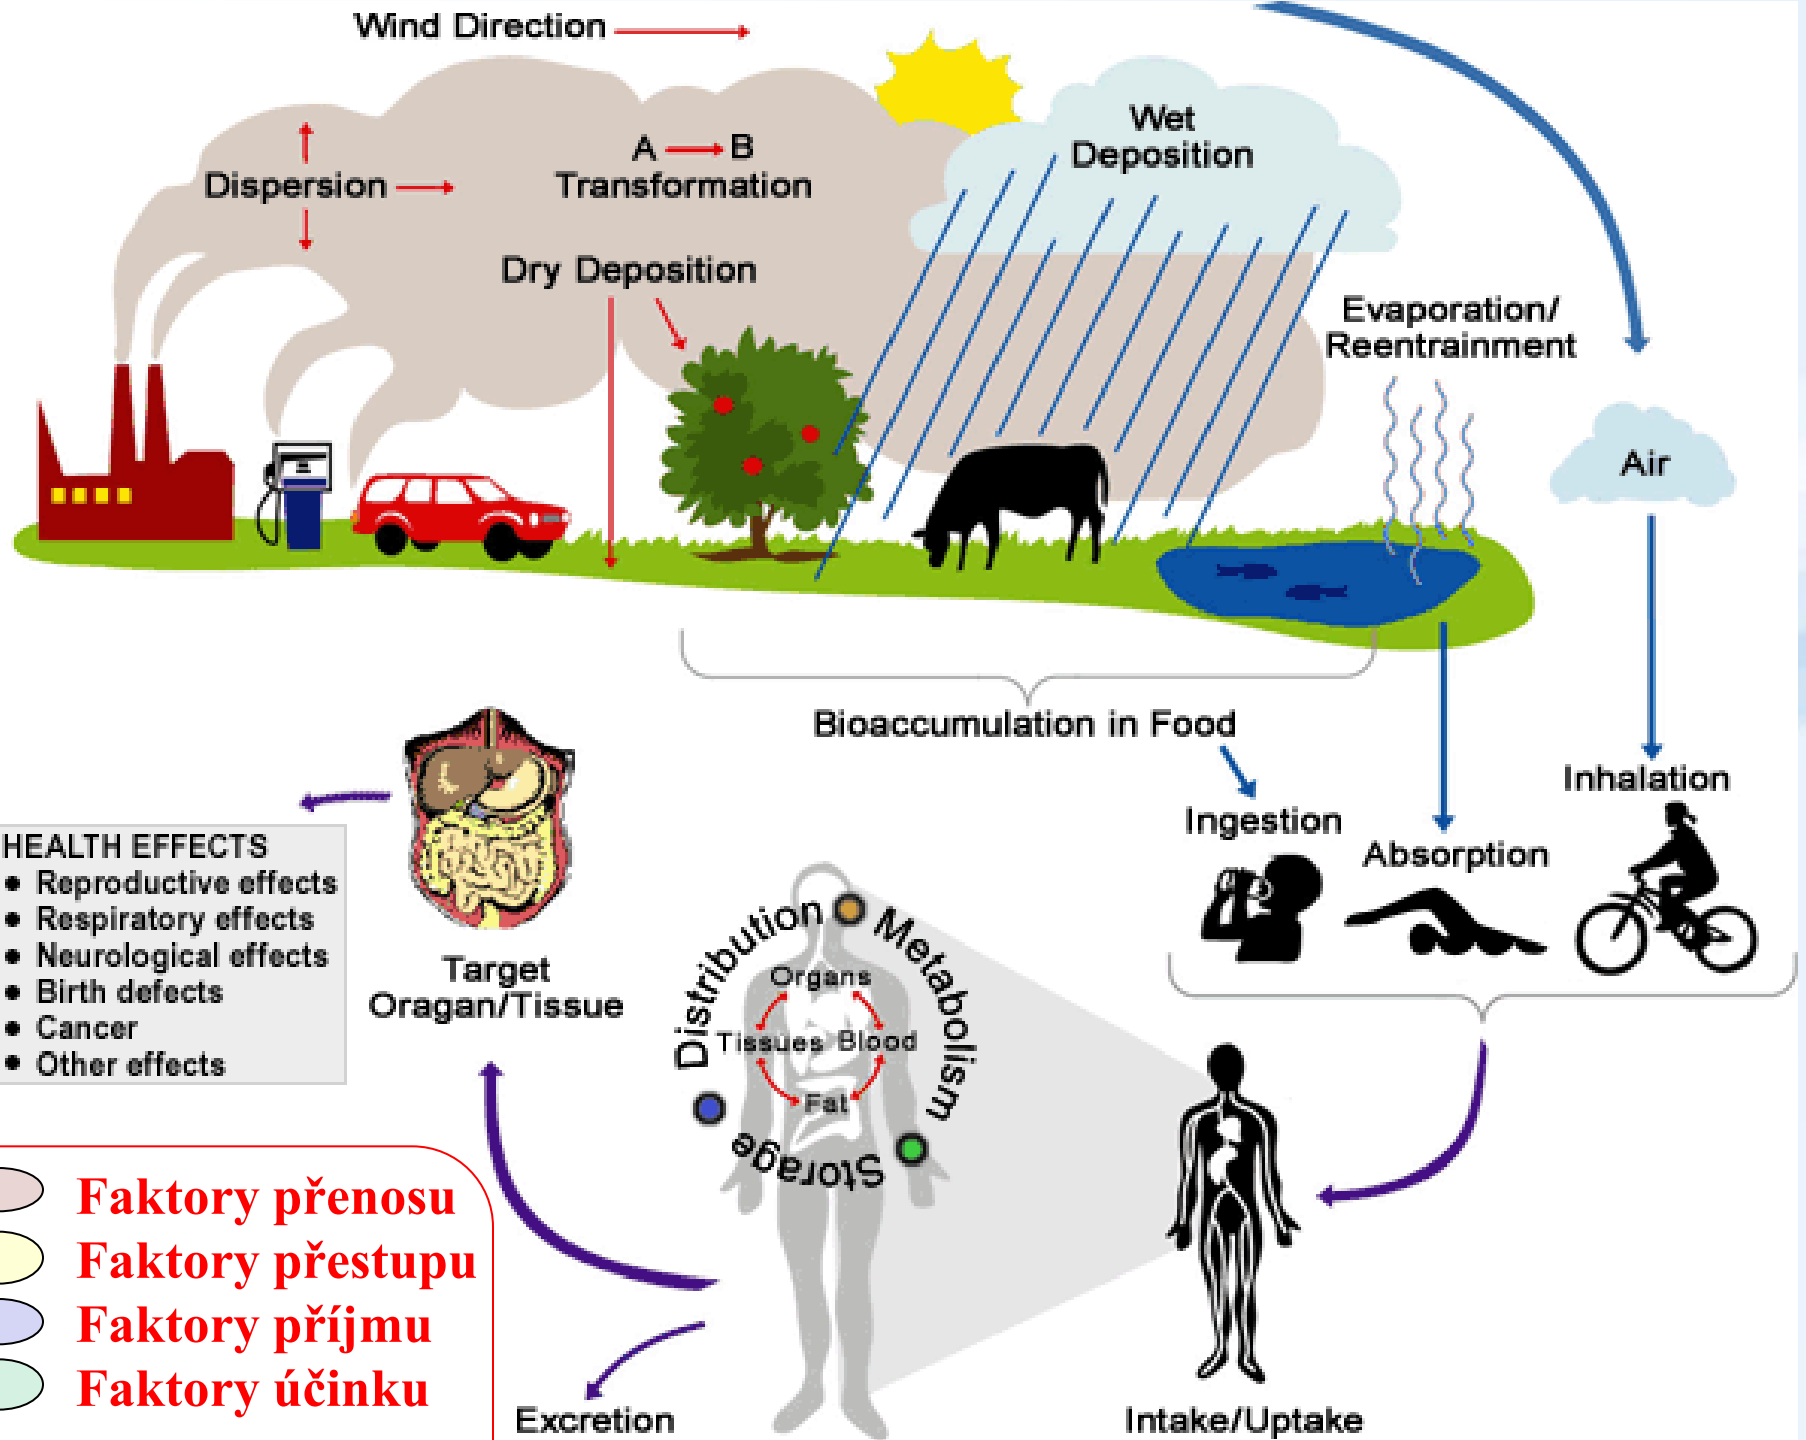 Wind Direction
Wet
Deposition
A B
Transformation
Dispersion
Dry Deposition
Evaporation/
Reentrainment
Air
Bioaccumulation in Food
Inhalation
Ingestion
Absorption
HEALTH EFFECTS
• Reproductive effects
• Respiratory effects
• Neurological effects
• Birth defects
• Cancer
• Other effects
Target
Oragan/Tissue
Distribution
Metabolism
Storage
Organs
Tissues Blood
Fat
Faktory přenosu
Faktory přestupu
Faktory příjmu
Faktory účinku
Excretion
Intake/Uptake